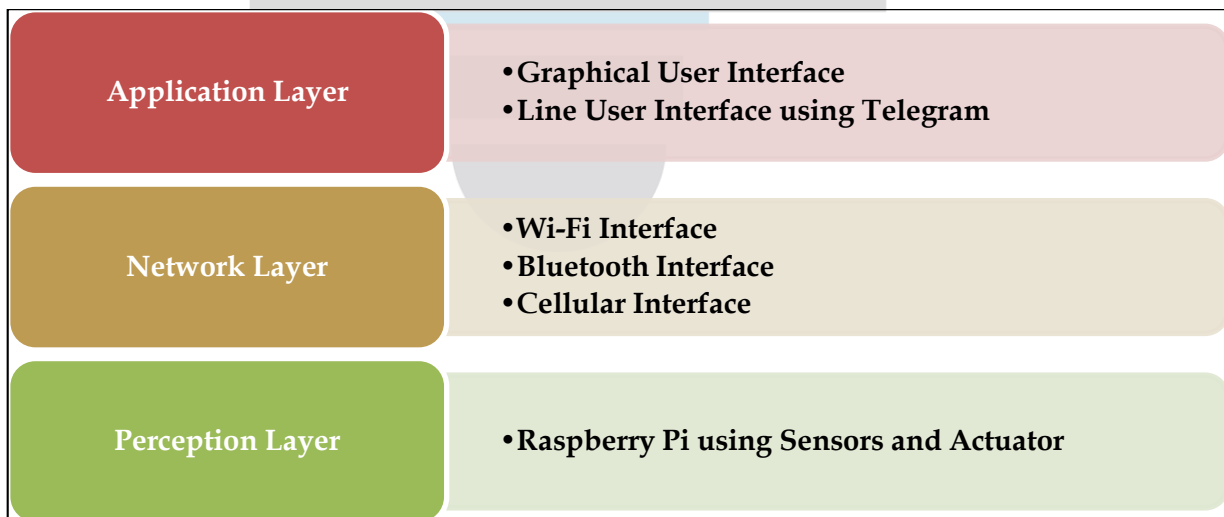 Application Layer
•Graphical User Interface
•Line User Interface using Telegram
Network Layer
•Wi-Fi Interface
•Bluetooth Interface
•Cellular Interface
Perception Layer
•Raspberry Pi using Sensors and Actuator